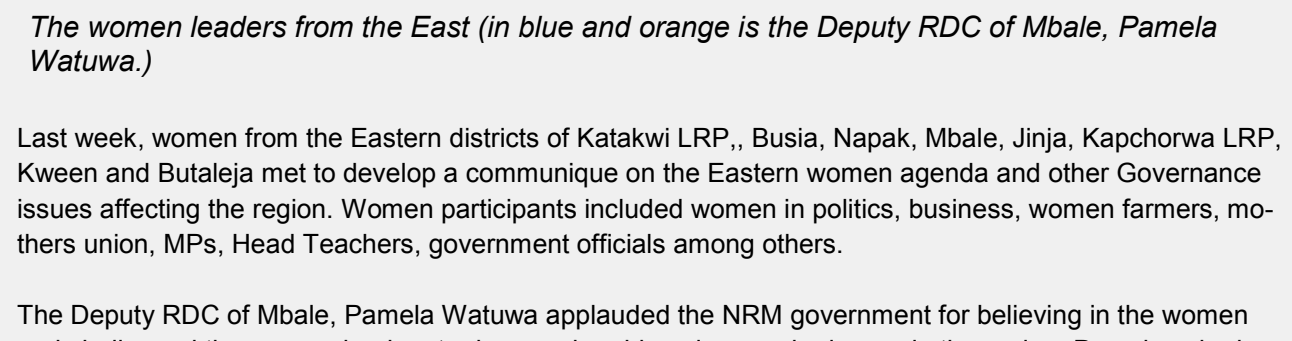 The women leaders from the East (in blue and orange is the Deputy RDC of Mbale, Pamela
Watuwa.)
Last week, women from the Eastern districts of Katakwi LRP,, Busia, Napak, Mbale, Jinja, Kapchorwa LRP,
Kween and Butaleja met to develop a communique on the Eastern women agenda and other Governance
issues affecting the region. Women participants included women in politics, business, women farmers, mo-
thers union, MPs, Head Teachers, government officials among others.
The Deputy RDC of Mbale, Pamela Watuwa applauded the NRM government for believing in the women